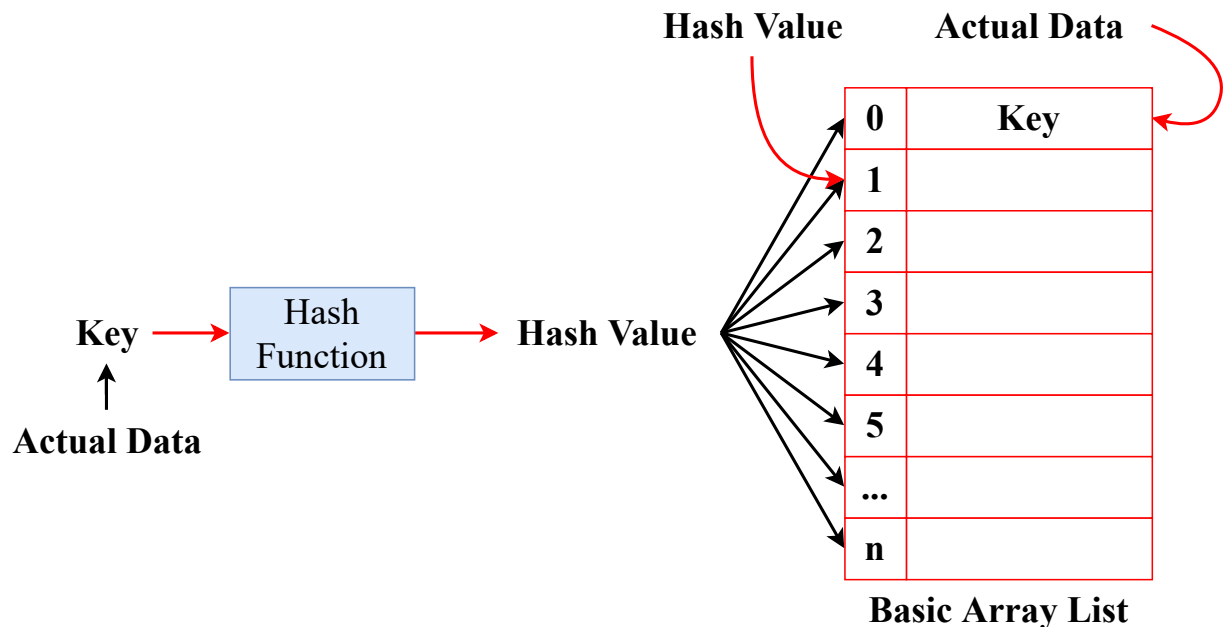 Hash Value
Actual Data
0 Key
1
2
3
4
5
...
n
Basic Array List
Key
Hash
Function
Hash Value
Actual Data